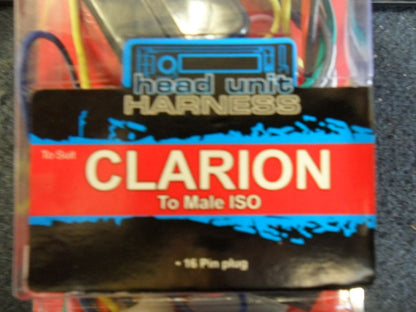 head unit
HARNESS
To Suit
CLARION
To Male ISO
- 16 Pin plug